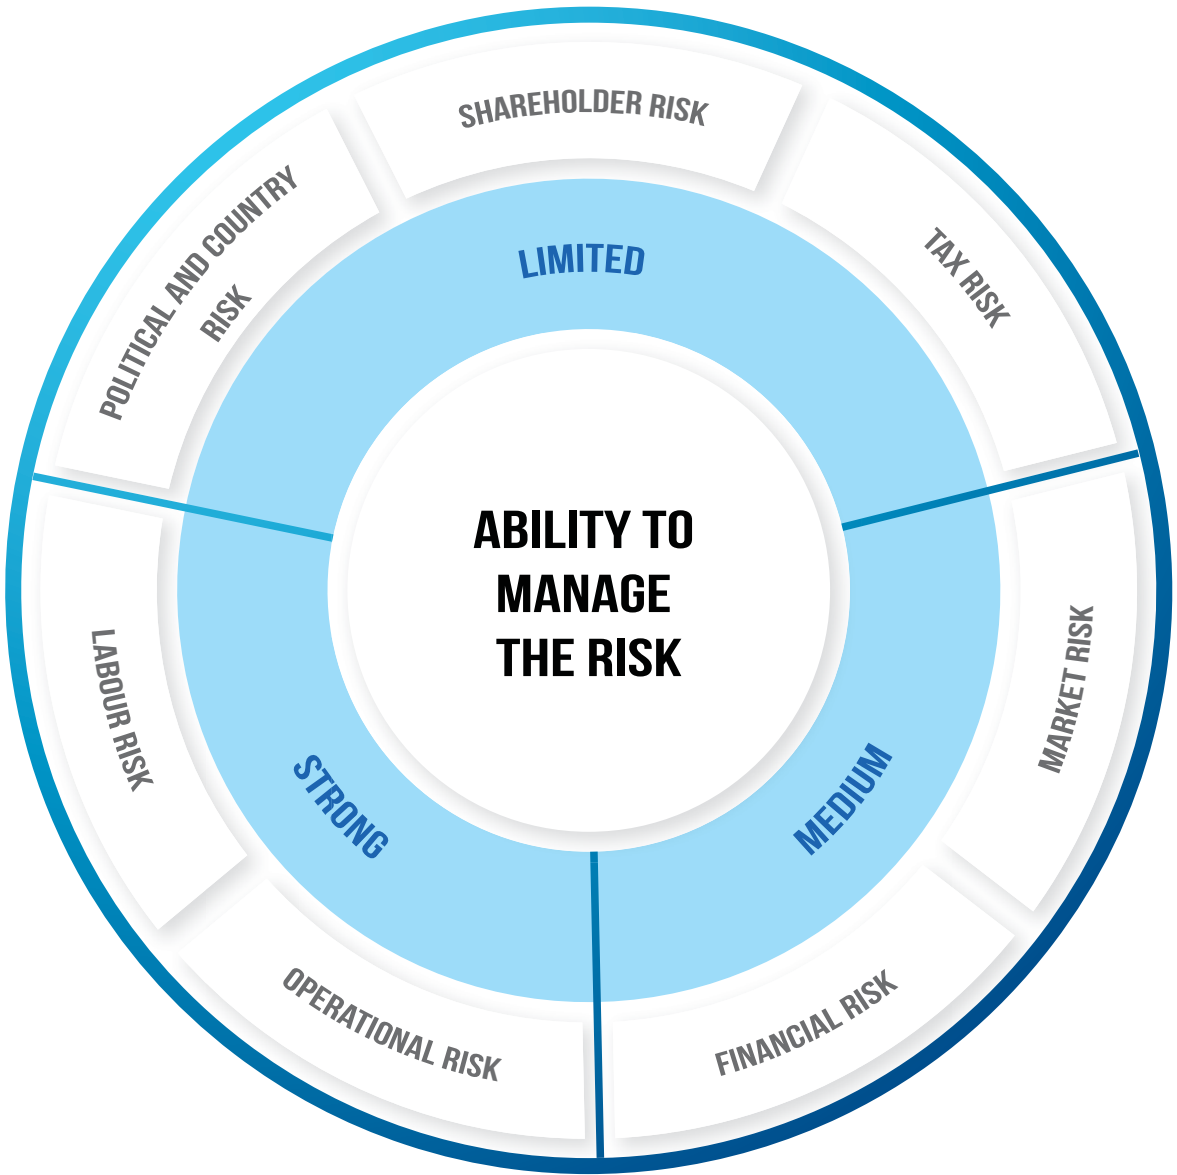 SHAREHOLDER RISK
POLITICAL AND COUNTRY
RISK
TAX RISK
LIMITED
ABILITY TO
MANAGE
THE RISK
LABOUR RISK
MARKET RISK
STRONG
MEDIUM
OPERATIONAL RISK
FINANCIAL RISK